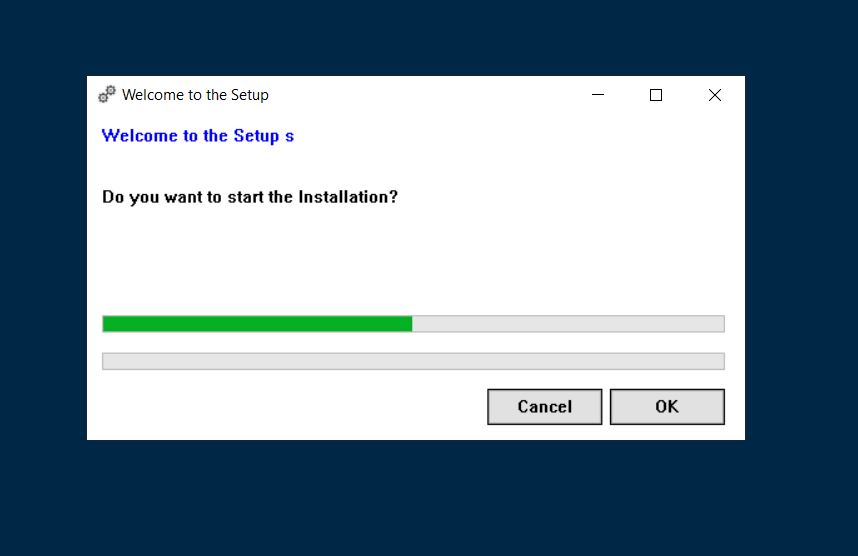 Welcome to the Setup
Welcome to the Setup s
Do you want to start the Installation?
Cancel
OK